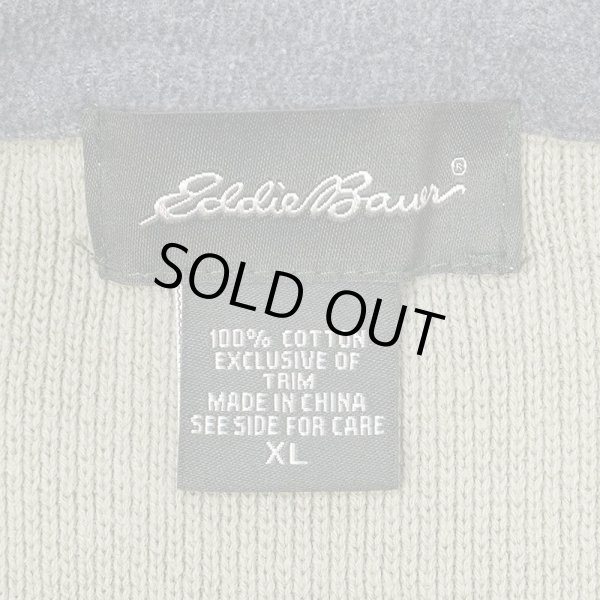 Eddie Bauer®
SOLD OUT
100% COTTON
EXCLUSIVE OF
TRIM
MADE IN CHINA
SEE SIDE FOR CARE
XL